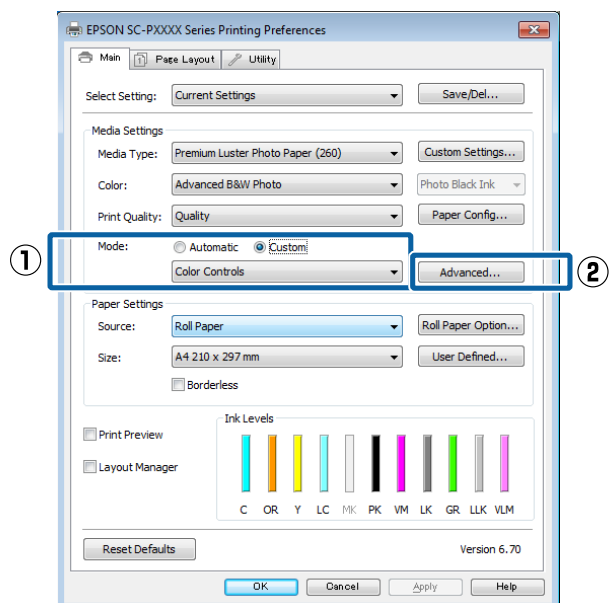 EPSON SC-PXXXX Series Printing Preferences
Main Page Layout Utility
Select Setting: Current Settings Save/Del...
Media Settings
Media Type: Premium Luster Photo Paper (260) Custom Settings...
Color: Advanced B&W Photo Photo Black Ink
Print Quality: Quality Paper Config...
Mode: Automatic Custom
①
Color Controls Advanced... ②
Paper Settings
Source: Roll Paper Roll Paper Option...
Size: A4 210 x 297 mm User Defined...
Borderless
Ink Levels
Print Preview
Layout Manager
C OR Y LC MK PK VM LK GR LLK VLM
Reset Defaults Version 6.70
OK Cancel Apply Help